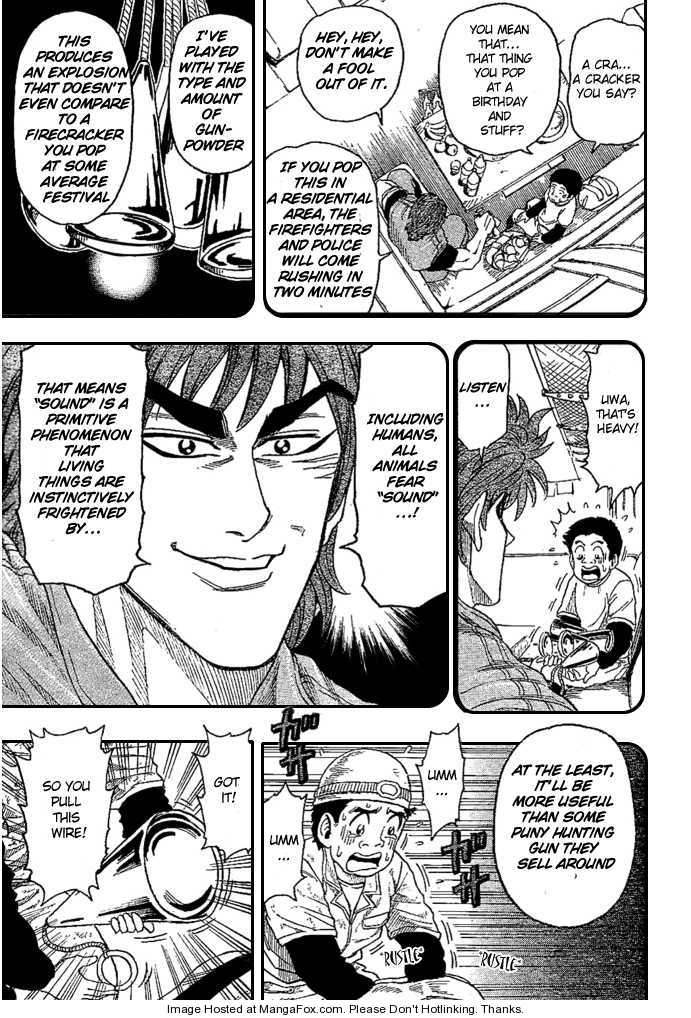 A CRA...
A CRACKER
YOU SAY?
YOU MEAN
THAT...
THAT THING
YOU POP
AT A
BIRTHDAY
AND
STUFF?
HEY, HEY,
DON'T MAKE
A FOOL
OUT OF IT.
IF YOU POP
THIS IN
A RESIDENTIAL
AREA, THE
FIREFIGHTERS
AND POLICE
WILL COME
RUSHING IN
TWO MINUTES
I'VE
PLAYED
WITH THE
TYPE AND
AMOUNT
OF
GUN-
POWDER
THIS
PRODUCES
AN EXPLOSION
THAT DOESN'T
EVEN COMPARE
TO A
FIRECRACKER
YOU POP
AT SOME
AVERAGE
FESTIVAL
UWA,
THAT'S
HEAVY!
LISTEN
...
INCLUDING
HUMANS,
ALL
ANIMALS
FEAR
"SOUND"
...!
THAT MEANS
"SOUND" IS A
PRIMITIVE
PHENOMENON
THAT
LIVING
THINGS ARE
INSTINCTIVELY
FRIGHTENED
BY...
AT THE LEAST,
IT'LL BE
MORE USEFUL
THAN SOME
PUNY HUNTING
GUN THEY
SELL AROUND
UMM
...
UMM
...
ガザ
ガザ
"RUSTLE"
"RUSTLE"
GOT
IT!
SO YOU
PULL
THIS
WIRE!
Image Hosted at MangaFox.com. Please Don't Hotlinking. Thanks.